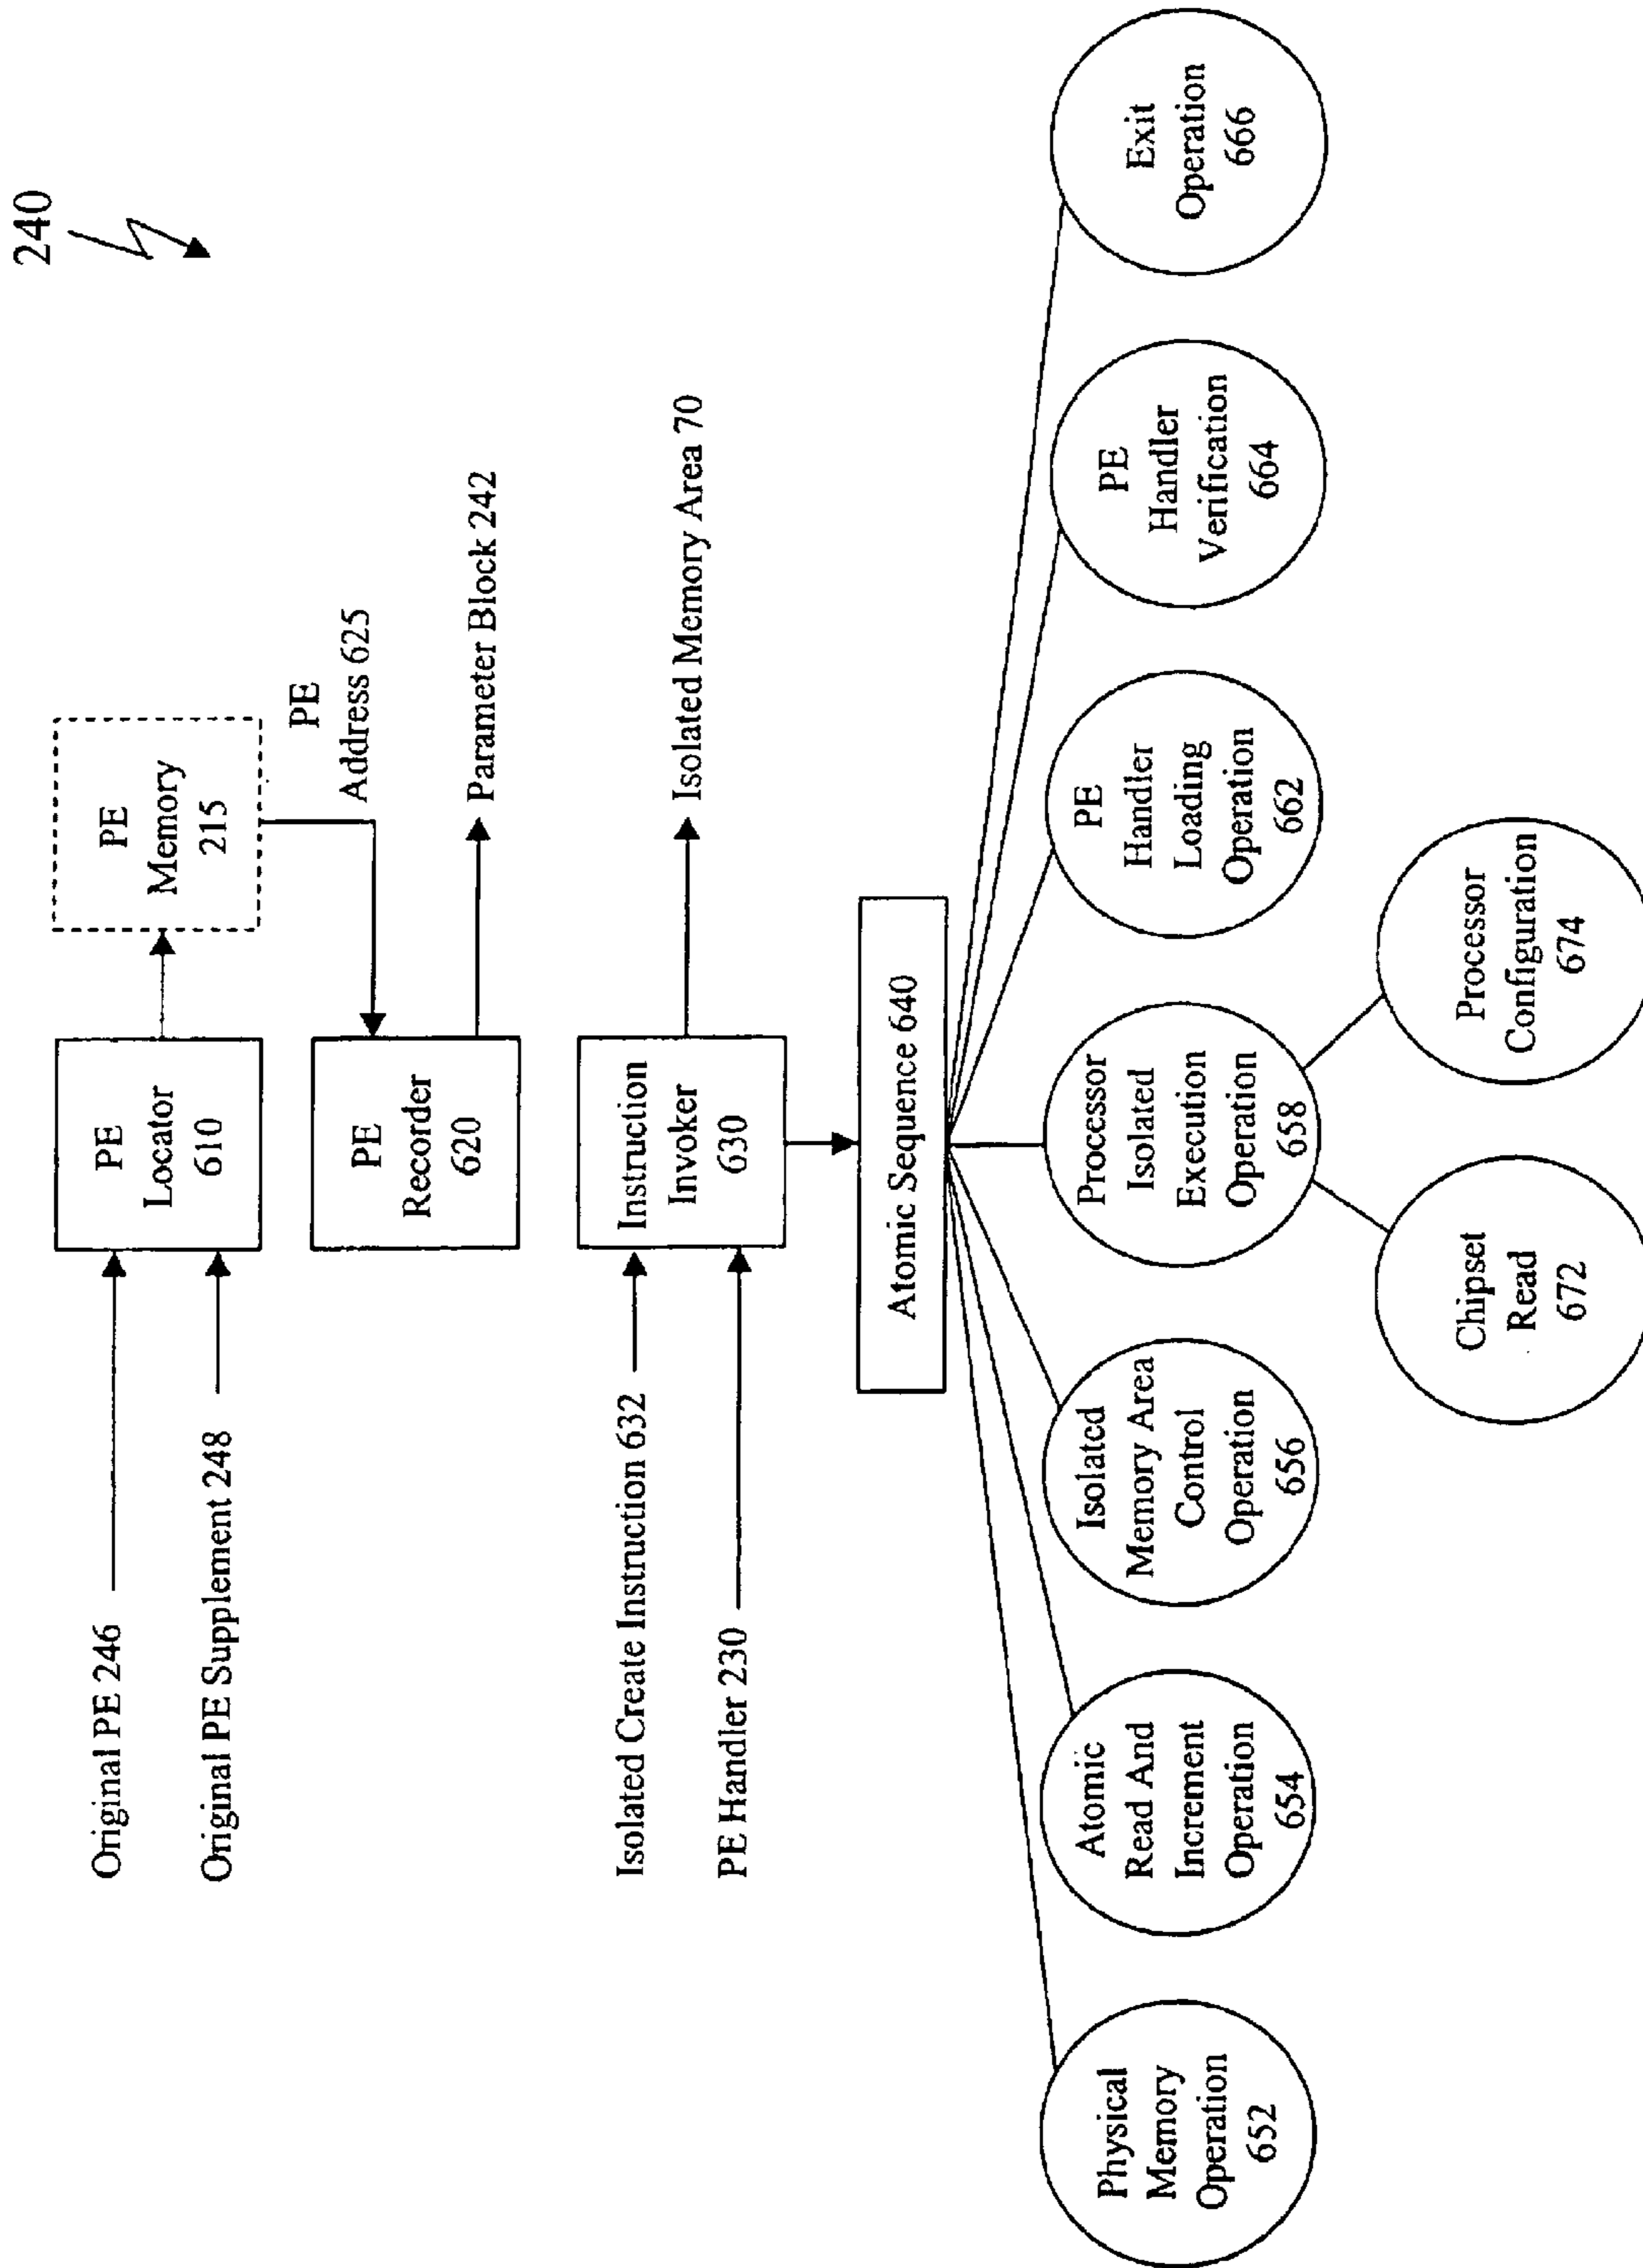 240
Original PE 246
Original PE Supplement 248
PE
Locator
610
PE
Memory
215
PE
Address 625
PE
Recorder
620
Parameter Block 242
Isolated Create Instruction 632
PE Handler 230
Instruction
Invoker
630
Isolated Memory Area 70
Atomic Sequence 640
Physical
Memory
Operation
652
Atomic
Read And
Increment
Operation
654
Isolated
Memory Area
Control
Operation
656
Processor
Isolated
Execution
Operation
658
PE
Handler
Loading
Operation
662
PE
Handler
Verification
664
Exit
Operation
666
Chipset
Read
672
Processor
Configuration
674